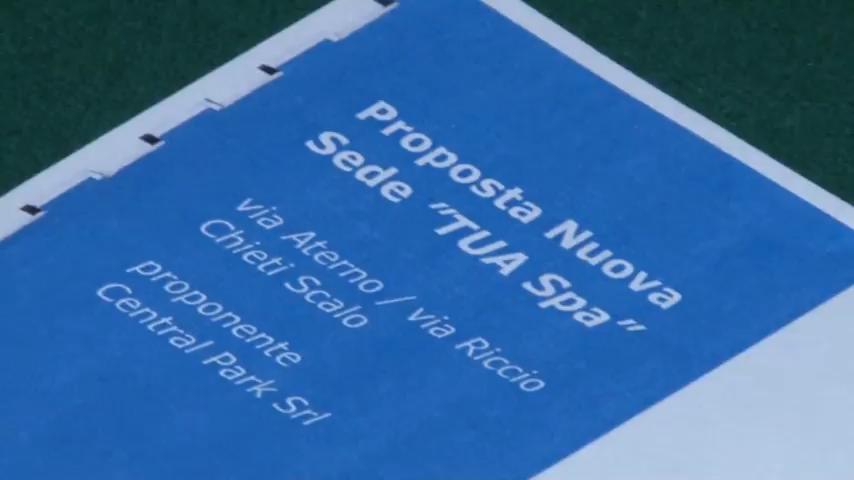 Proposta Nuova
Sede "TUA Spa"
via Aterno / via Riccio
Chieti Scalo
proponente
Central Park Srl